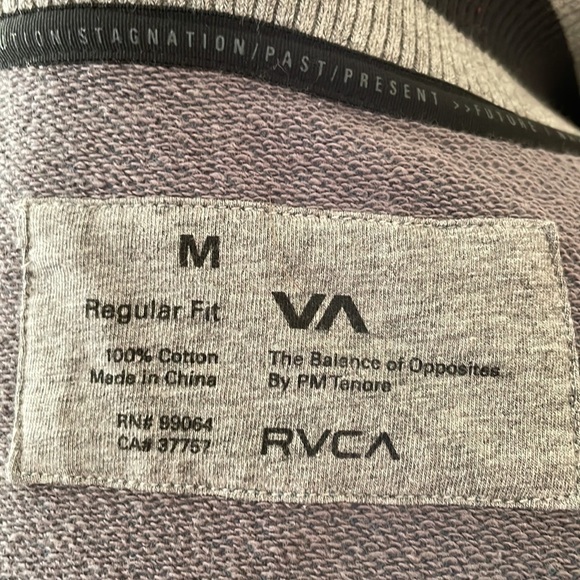 STAGNATION/PAST/PRESENT >>FUTURE
M
Regular Fit
100% Cotton
Made in China
RN# 99064
CA# 37757
VA
The Balance of Opposites
By PM Tenore
RVCA